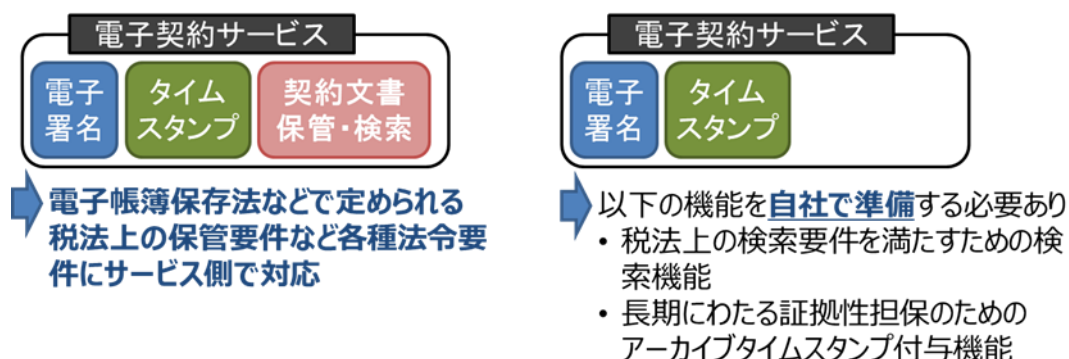 電子契約サービス
電子
署名
タイム
スタンプ
契約文書
保管・検索
電子帳簿保存法などで定められる
税法上の保管要件など各種法令要
件にサービス側で対応
電子契約サービス
電子
署名
タイム
スタンプ
以下の機能を自社で準備する必要あり
• 税法上の検索要件を満たすための検
索機能
• 長期にわたる証拠性担保のための
アーカイブタイムスタンプ付与機能